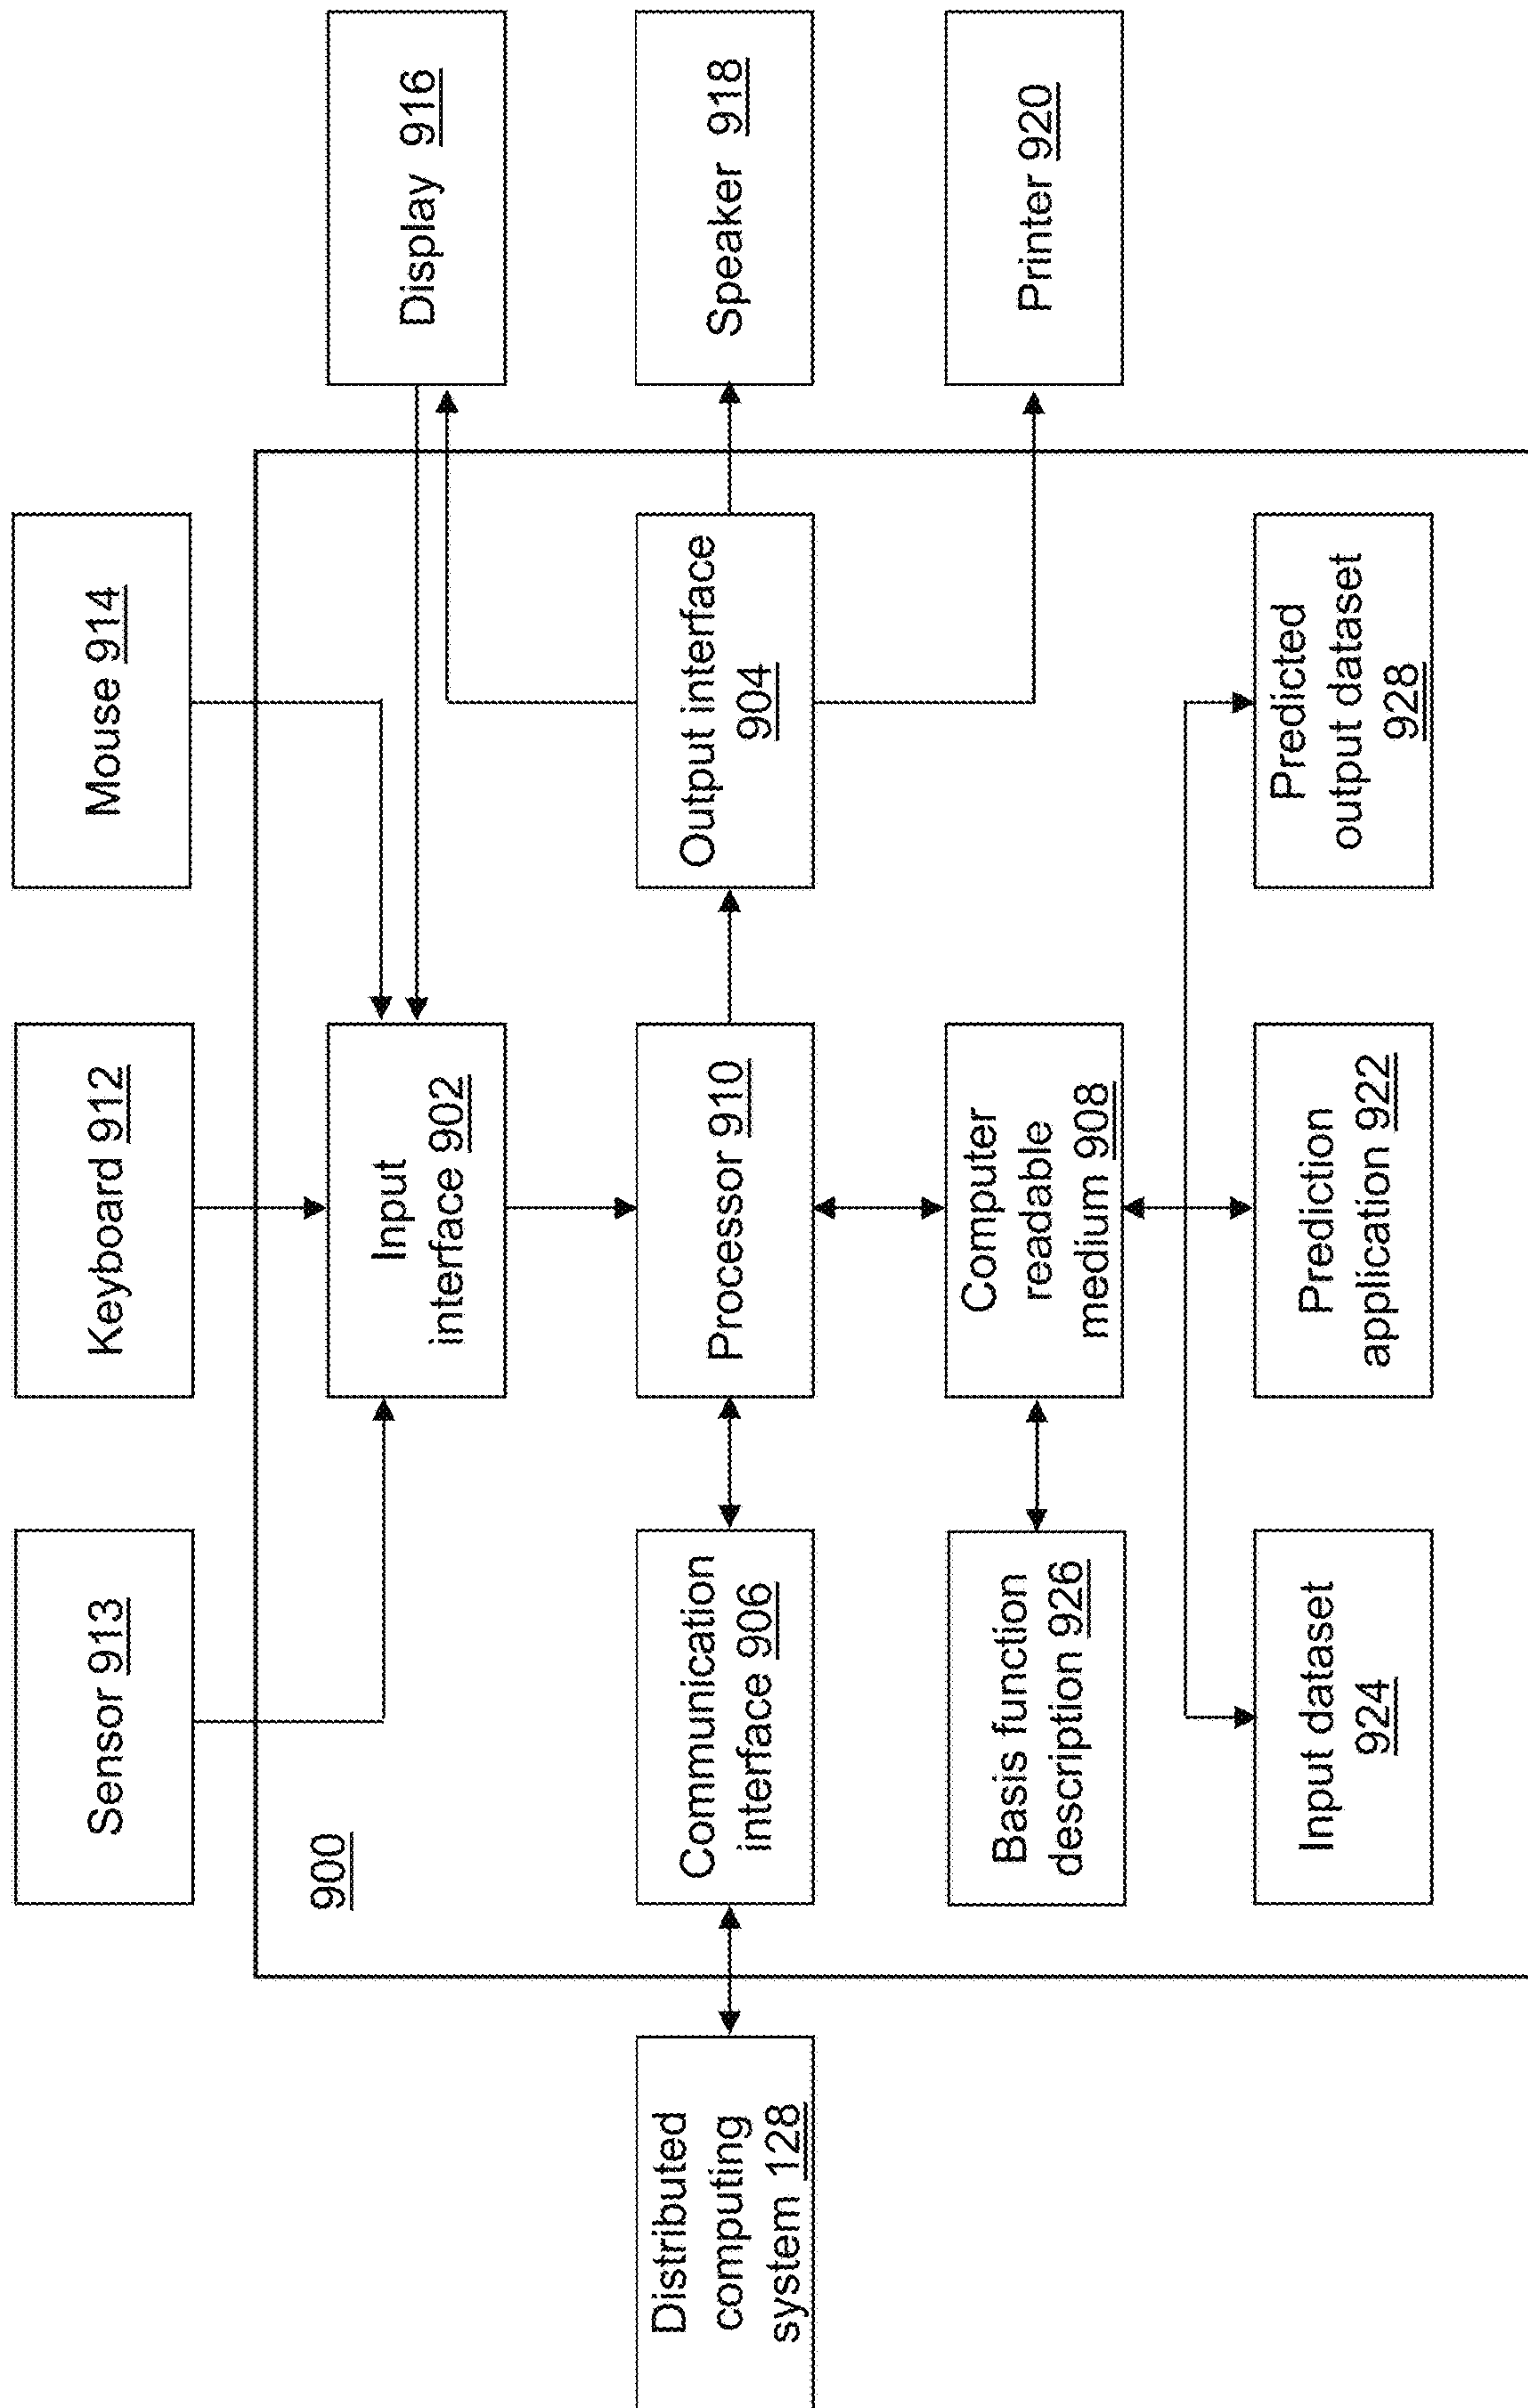 Sensor 913
Keyboard 912
Mouse 914
900
Input
interface 902
Display 916
Distributed
computing
system 128
Communication
interface 906
Processor 910
Output interface
904
Speaker 918
Basis function
description 926
Computer
readable
medium 908
Printer 920
Input dataset
924
Prediction
application 922
Predicted
output dataset
928